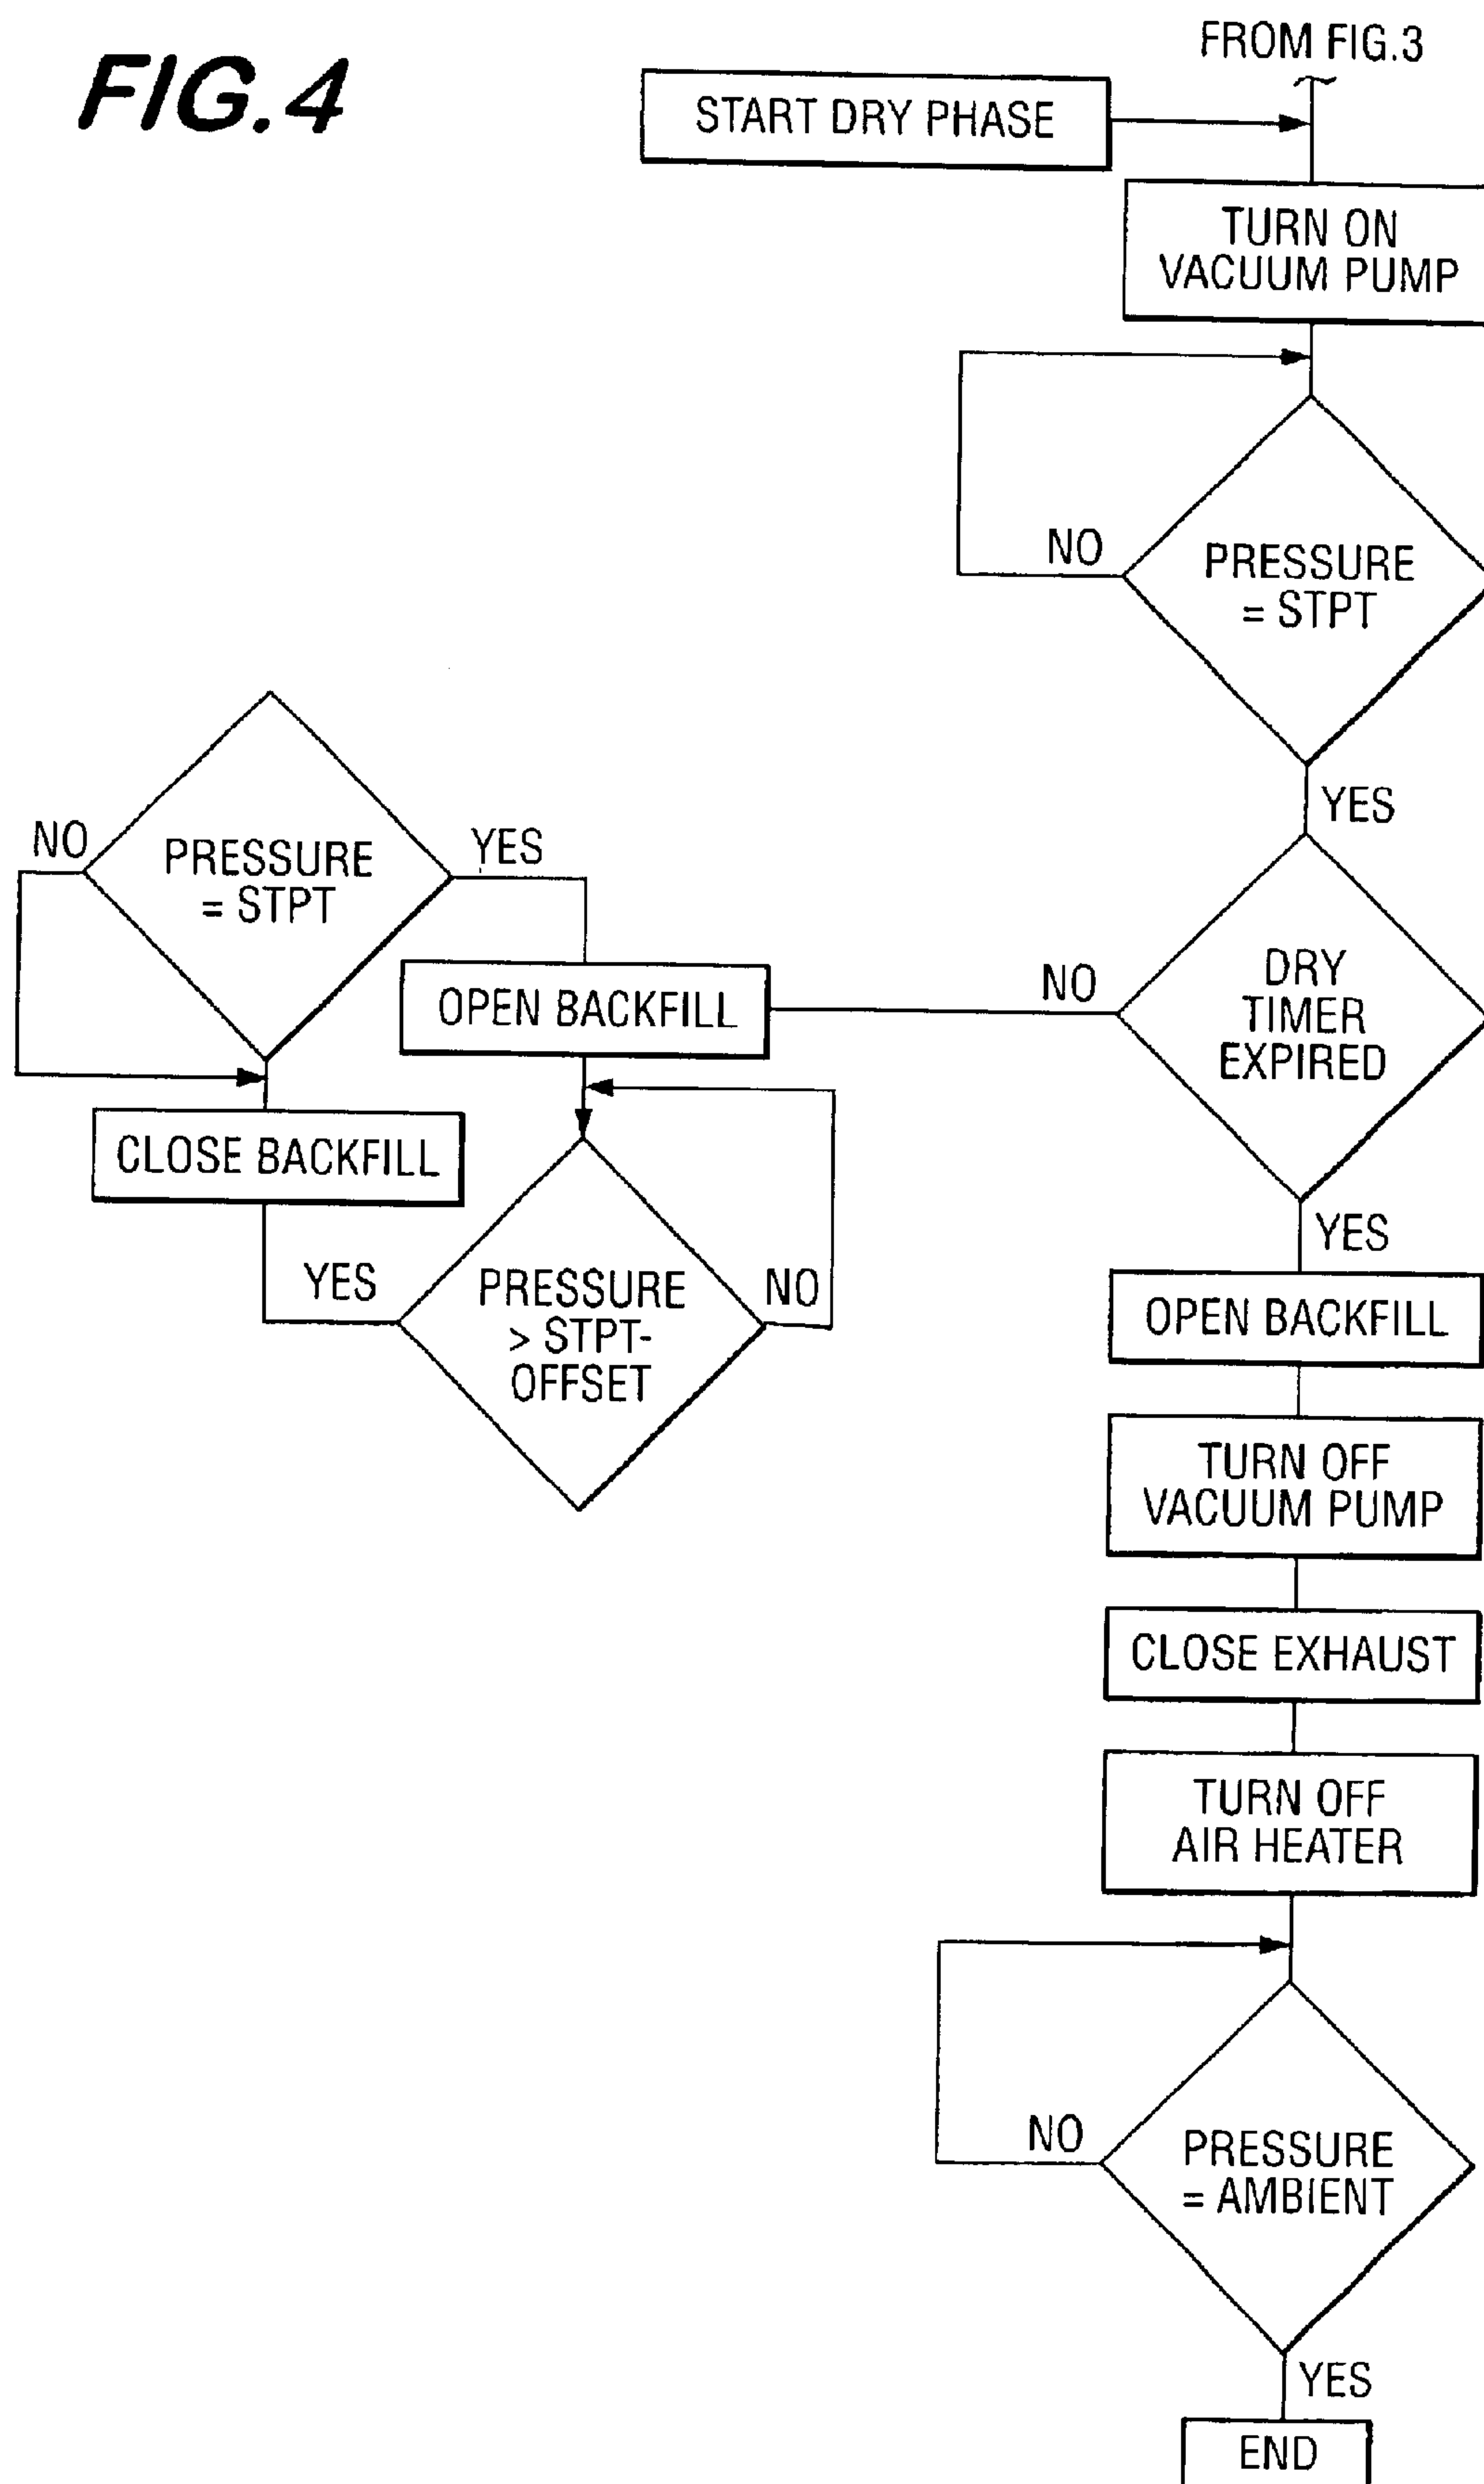 FIG.4
FROM FIG.3
START DRY PHASE
TURN ON
VACUUM PUMP
NO
PRESSURE
= STPT
YES
NO
PRESSURE
= STPT
YES
OPEN BACKFILL
NO
DRY
TIMER
EXPIRED
CLOSE BACKFILL
YES
PRESSURE
> STPT-
OFFSET
NO
YES
OPEN BACKFILL
TURN OFF
VACUUM PUMP
CLOSE EXHAUST
TURN OFF
AIR HEATER
NO
PRESSURE
= AMBIENT
YES
END